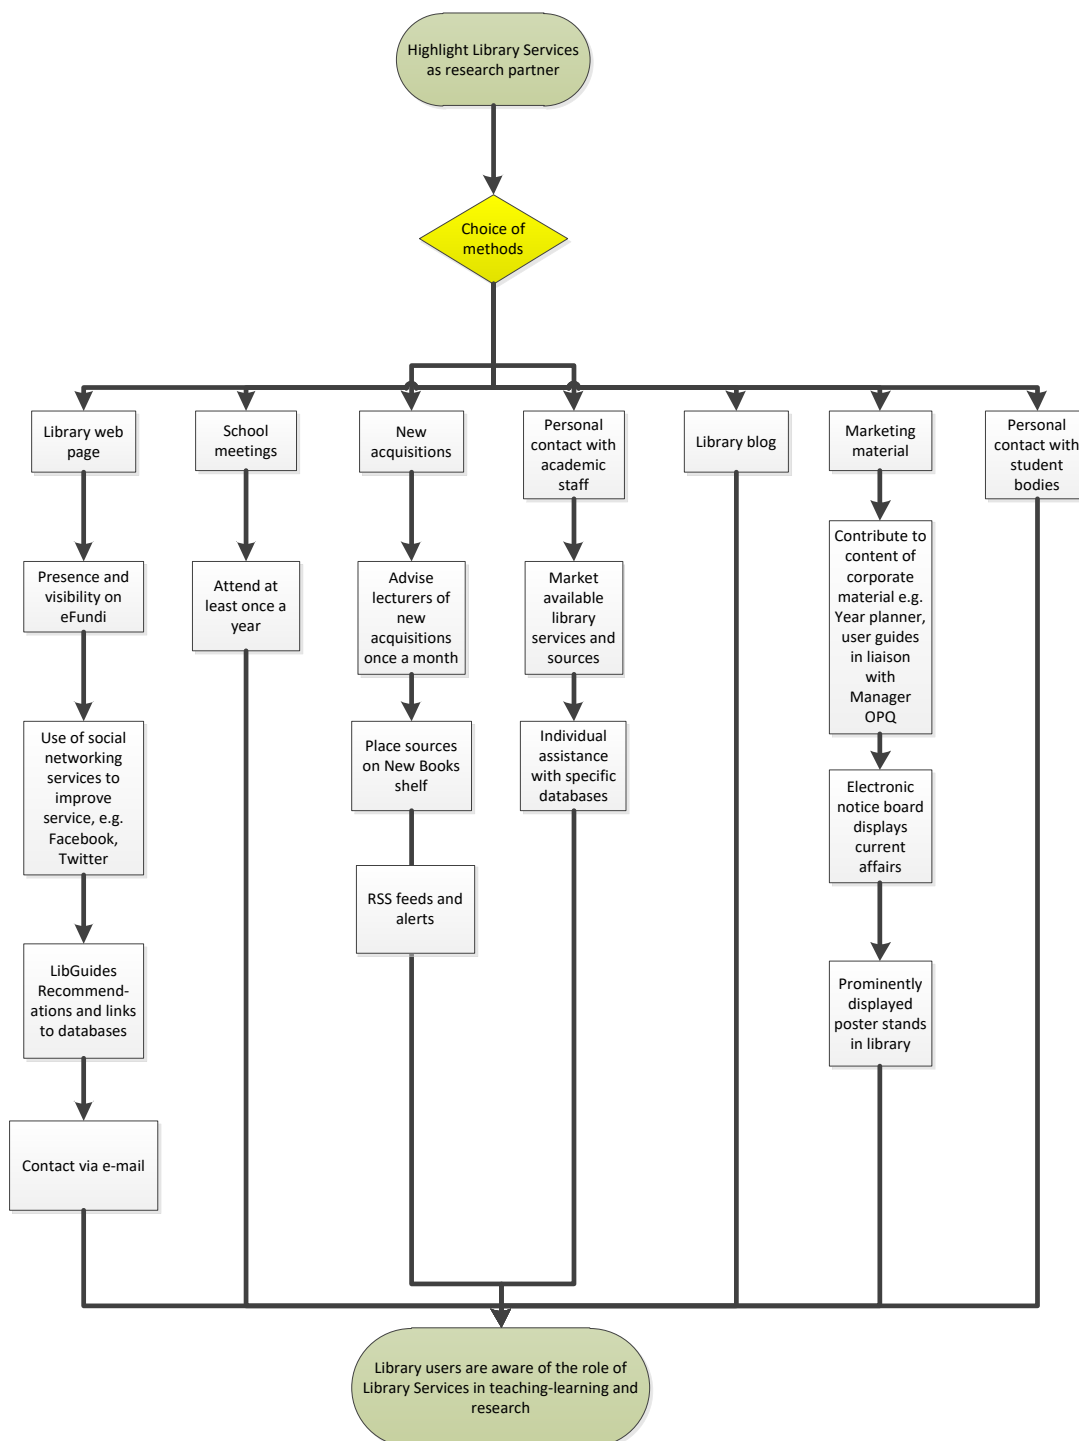 Highlight Library Services
as research partner
Choice of
methods
Library web
page
School
meetings
New
acquisitions
Personal
contact with
academic
staff
Library blog
Marketing
material
Personal
contact with
student
bodies
Presence and
visibility on
eFundi
Attend at
least once a
year
Advise
lecturers of
new
acquisitions
once a month
Market
available
library
services and
sources
Contribute to
content of
corporate
material e.g.
Year planner,
user guides
in liaison
with
Manager
OPQ
Use of social
networking
services to
improve
service, e.g.
Facebook,
Twitter
Place sources
on New Books
shelf
Individual
assistance
with specific
databases
Electronic
notice board
displays
current
affairs
RSS feeds and
alerts
LibGuides
Recommend-
ations and links
to databases
Prominently
displayed
poster stands
in library
Contact via e-mail
Library users are aware of the role of
Library Services in teaching-learning and
research